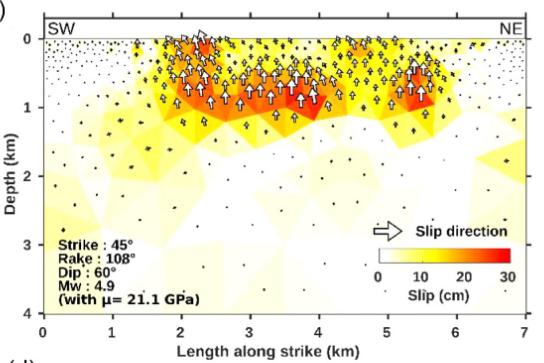 SW NE
0
1
2
3
4
Depth (km)
Strike : 45°
Rake : 108°
Dip : 60°
Mw : 4.9
(with μ= 21.1 GPa)
Slip direction
0 10 20 30
Slip (cm)
0 1 2 3 4 5 6 7
Length along strike (km)